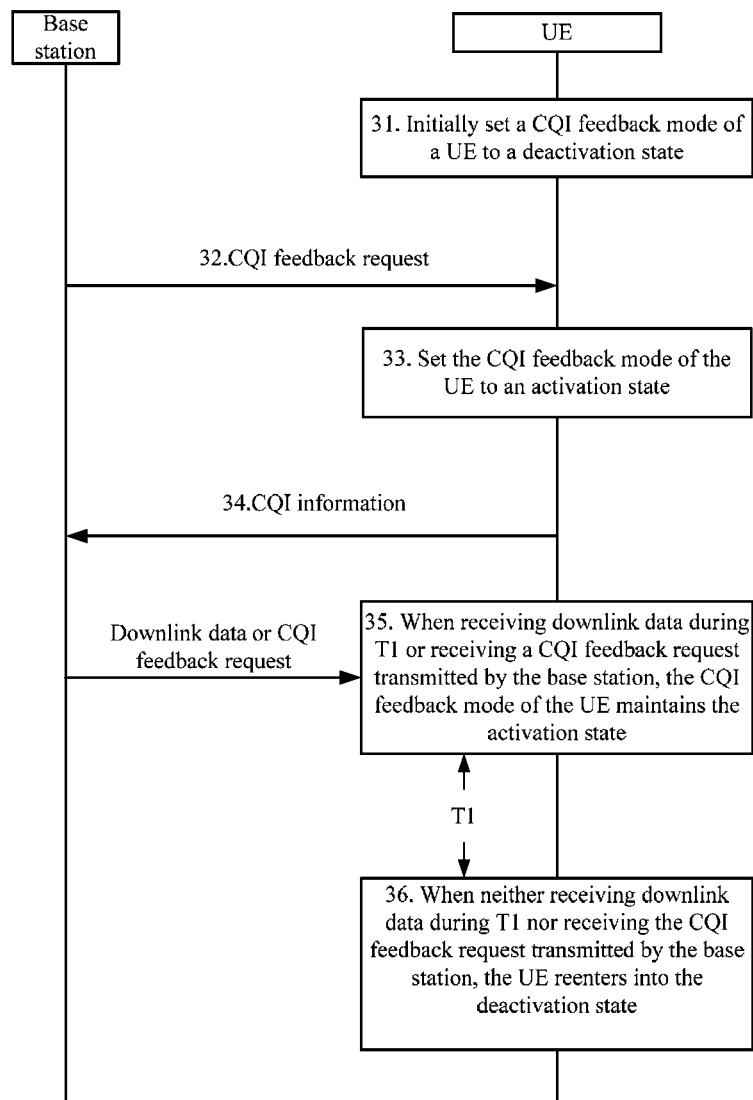 Base
station
UE
31. Initially set a CQI feedback mode of
a UE to a deactivation state
32.CQI feedback request
33. Set the CQI feedback mode of the
UE to an activation state
34.CQI information
Downlink data or CQI
feedback request
35. When receiving downlink data during
T1 or receiving a CQI feedback request
transmitted by the base station, the CQI
feedback mode of the UE maintains the
activation state
T1
36. When neither receiving downlink
data during T1 nor receiving the CQI
feedback request transmitted by the base
station, the UE reenters into the
deactivation state